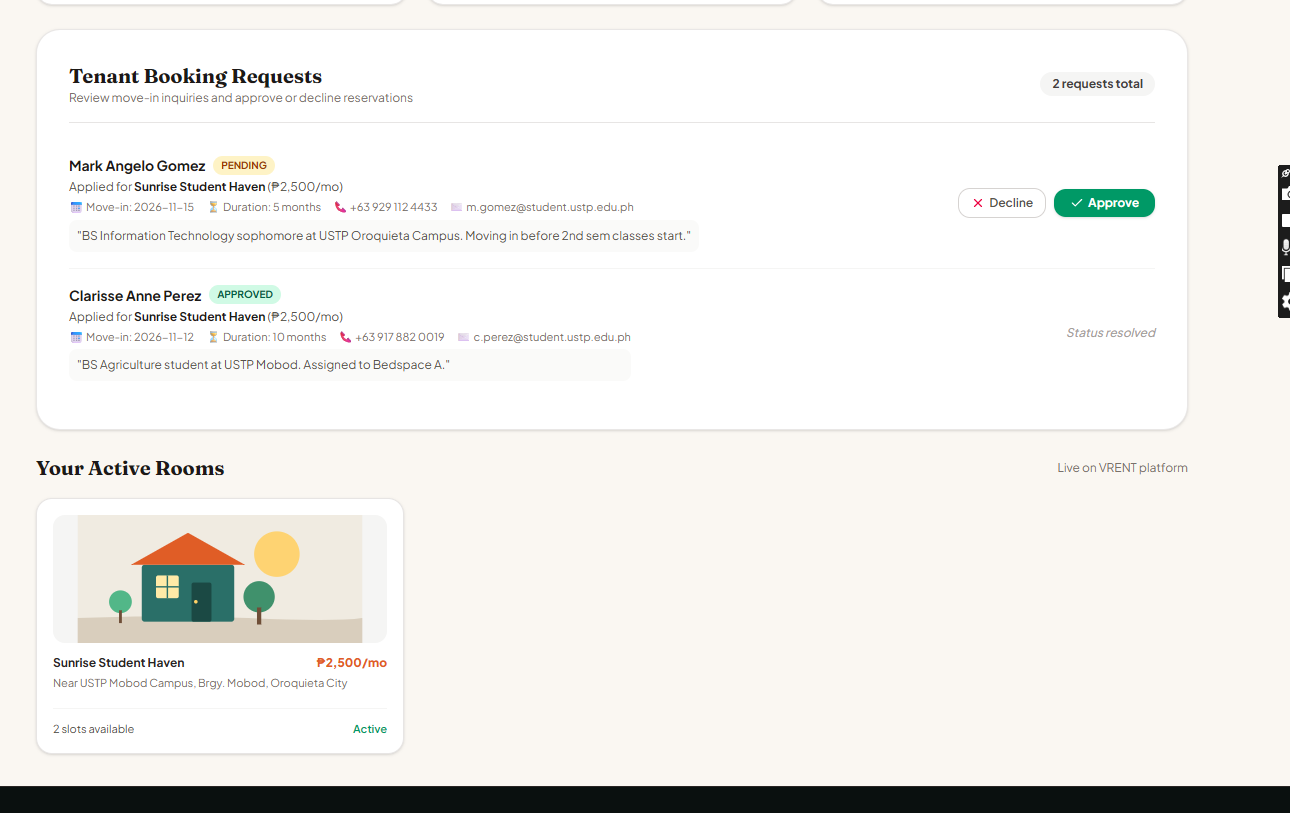 Tenant Booking Requests
Review move-in inquiries and approve or decline reservations
2 requests total
Mark Angelo Gomez PENDING
Applied for Sunrise Student Haven (₱2,500/mo)
Move-in: 2026-11-15 Duration: 5 months +63 929 112 4433 m.gomez@student.ustp.edu.ph
"BS Information Technology sophomore at USTP Oroquieta Campus. Moving in before 2nd sem classes start."
Decline Approve
Clarisse Anne Perez APPROVED
Applied for Sunrise Student Haven (₱2,500/mo)
Move-in: 2026-11-12 Duration: 10 months +63 917 882 0019 c.perez@student.ustp.edu.ph
"BS Agriculture student at USTP Mobod. Assigned to Bedspace A."
Status resolved
Your Active Rooms
Live on VRENT platform
Sunrise Student Haven ₱2,500/mo
Near USTP Mobod Campus, Brgy. Mobod, Oroquieta City
2 slots available Active